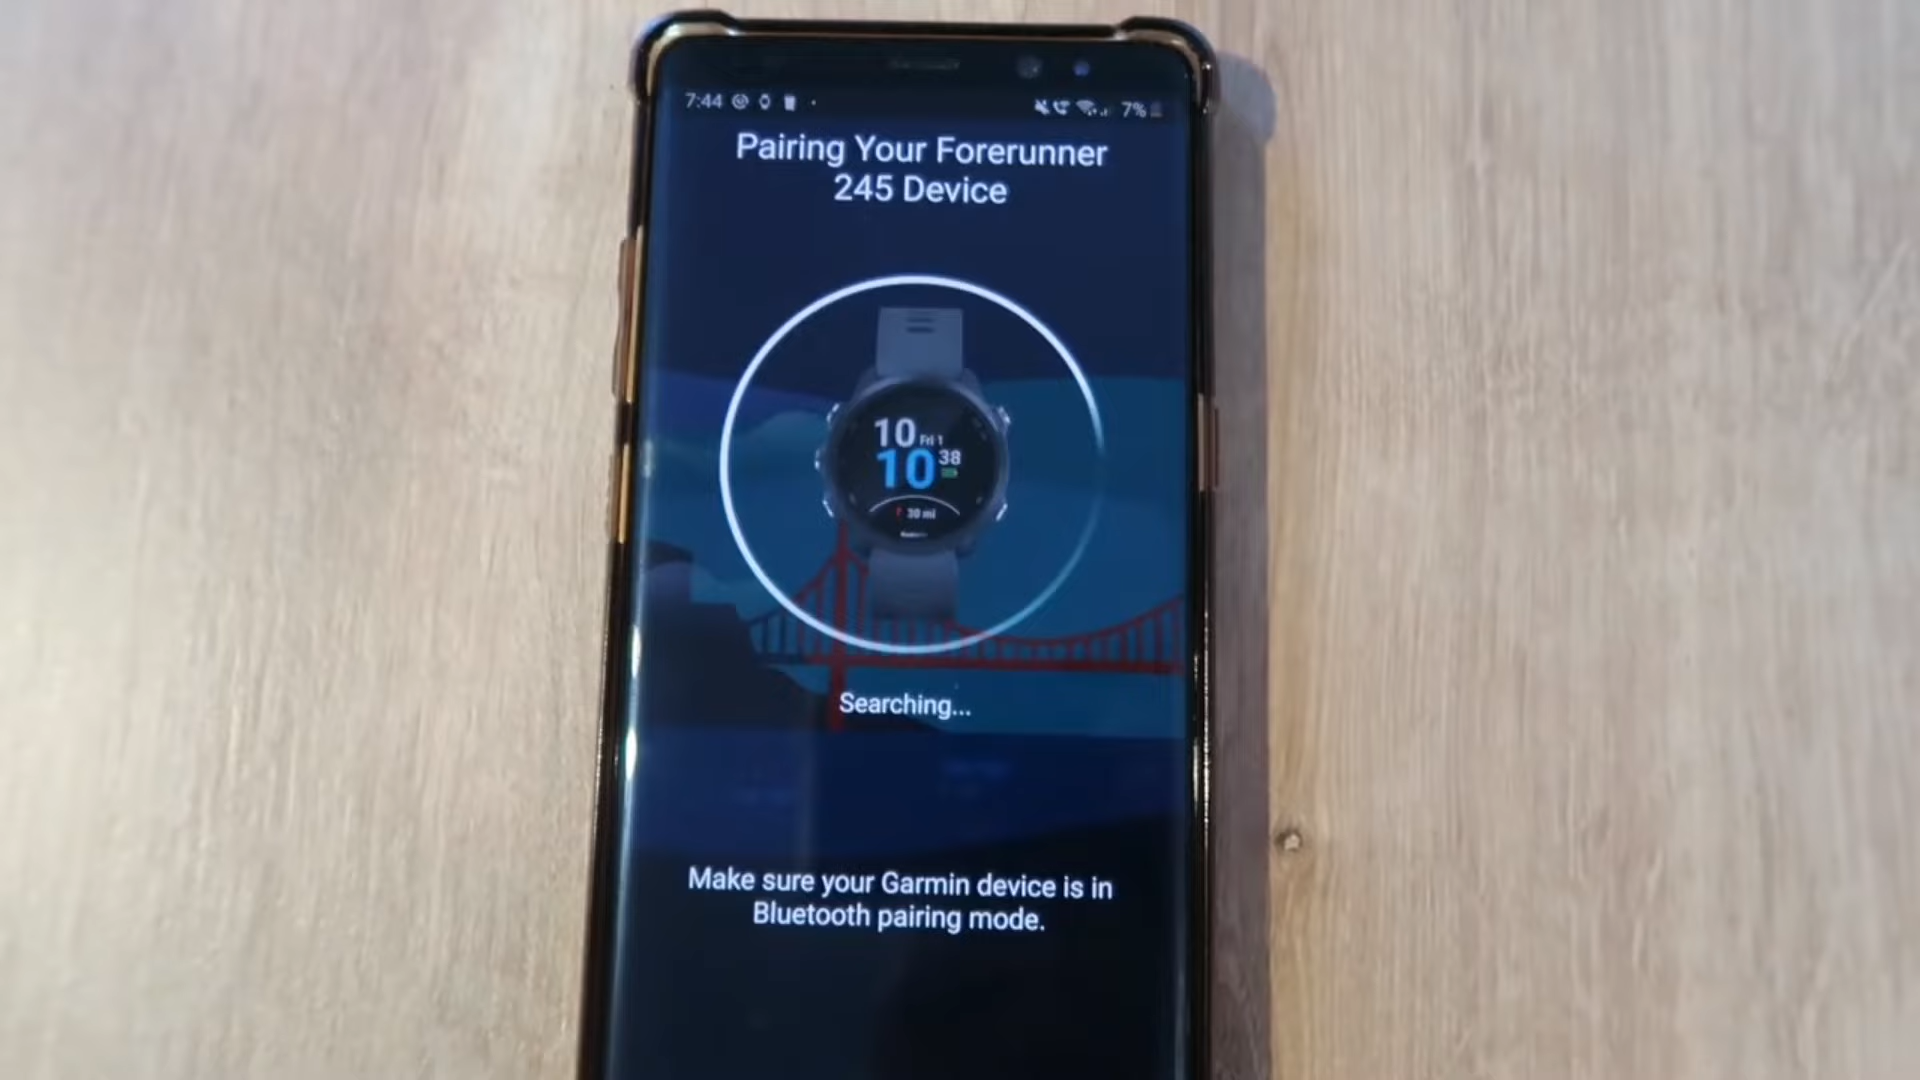 7:44
7%
Pairing Your Forerunner
245 Device
10 Fri 1
10 38
30 mi
Searching...
Make sure your Garmin device is in
Bluetooth pairing mode.